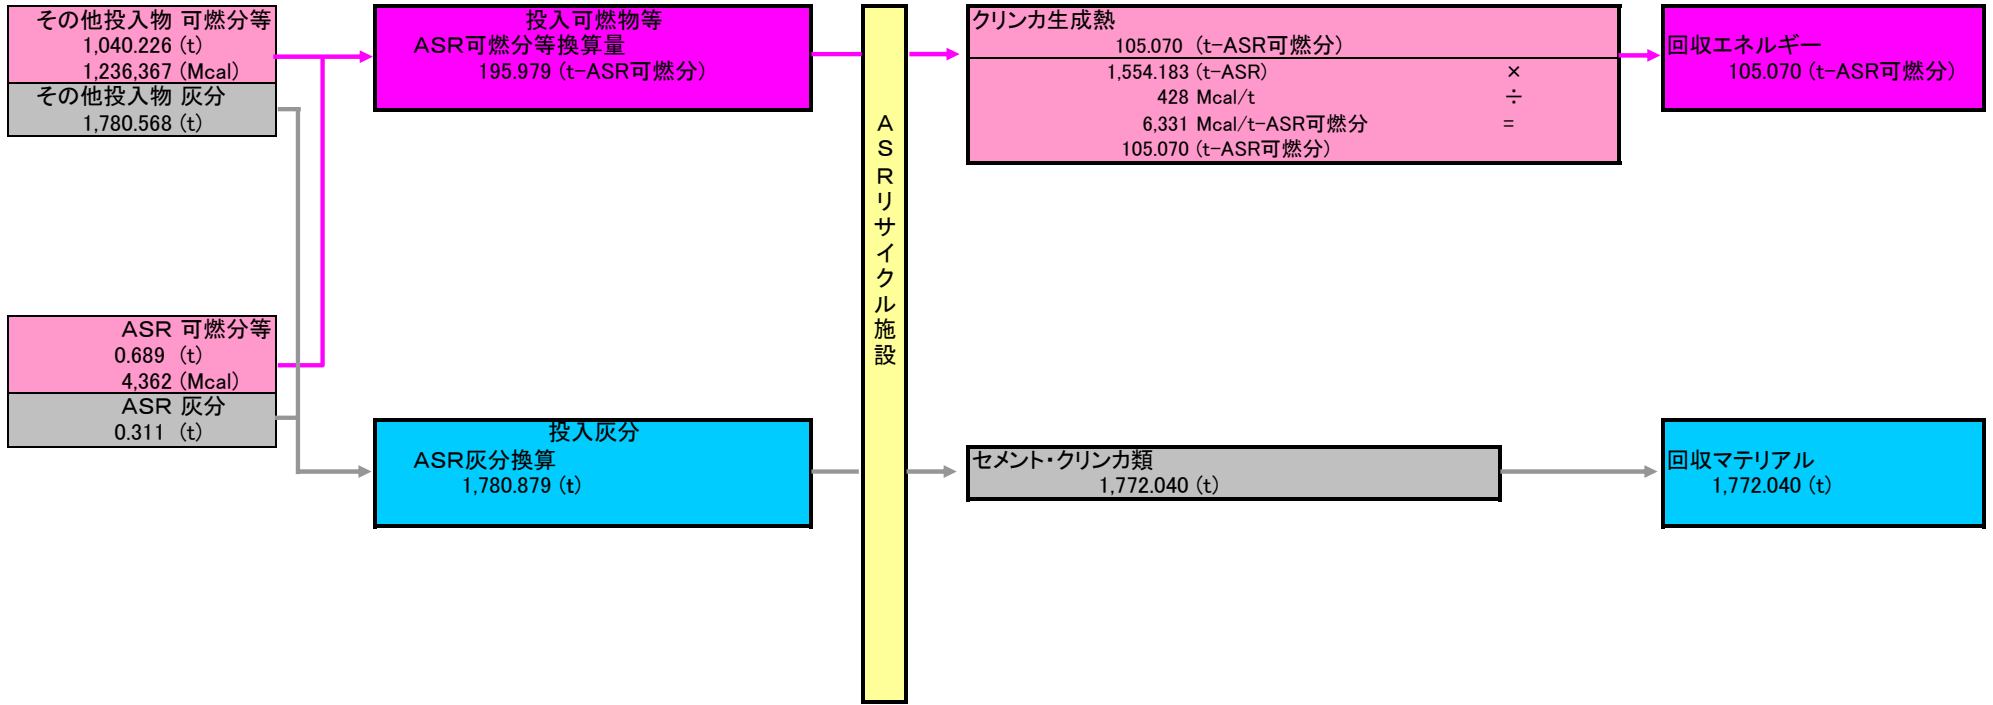 その他投入物 可燃分等
1,040.226 (t)
1,236,367 (Mcal)
その他投入物 灰分
1,780.568 (t)
ASR 可燃分等
0.689 (t)
4,362 (Mcal)
ASR 灰分
0.311 (t)
投入可燃物等
ASR可燃分等換算量
195.979 (t-ASR可燃分)
投入灰分
ASR灰分換算
1,780.879 (t)
ASRリサイクル施設
クリンカ生成熱
105.070 (t-ASR可燃分)
1,554.183 (t-ASR) ×
428 Mcal/t ÷
6,331 Mcal/t-ASR可燃分 =
105.070 (t-ASR可燃分)
セメント・クリンカ類
1,772.040 (t)
回収エネルギー
105.070 (t-ASR可燃分)
回収マテリアル
1,772.040 (t)